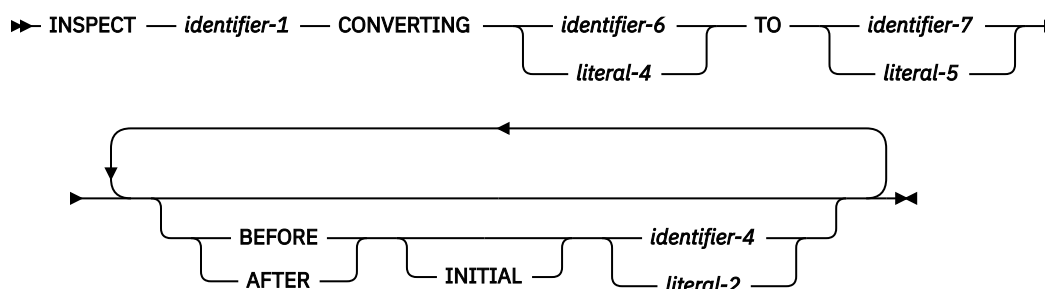 INSPECT identifier-1 CONVERTING identifier-6 TO identifier-7
literal-4 literal-5
BEFORE identifier-4
AFTER INITIAL literal-2